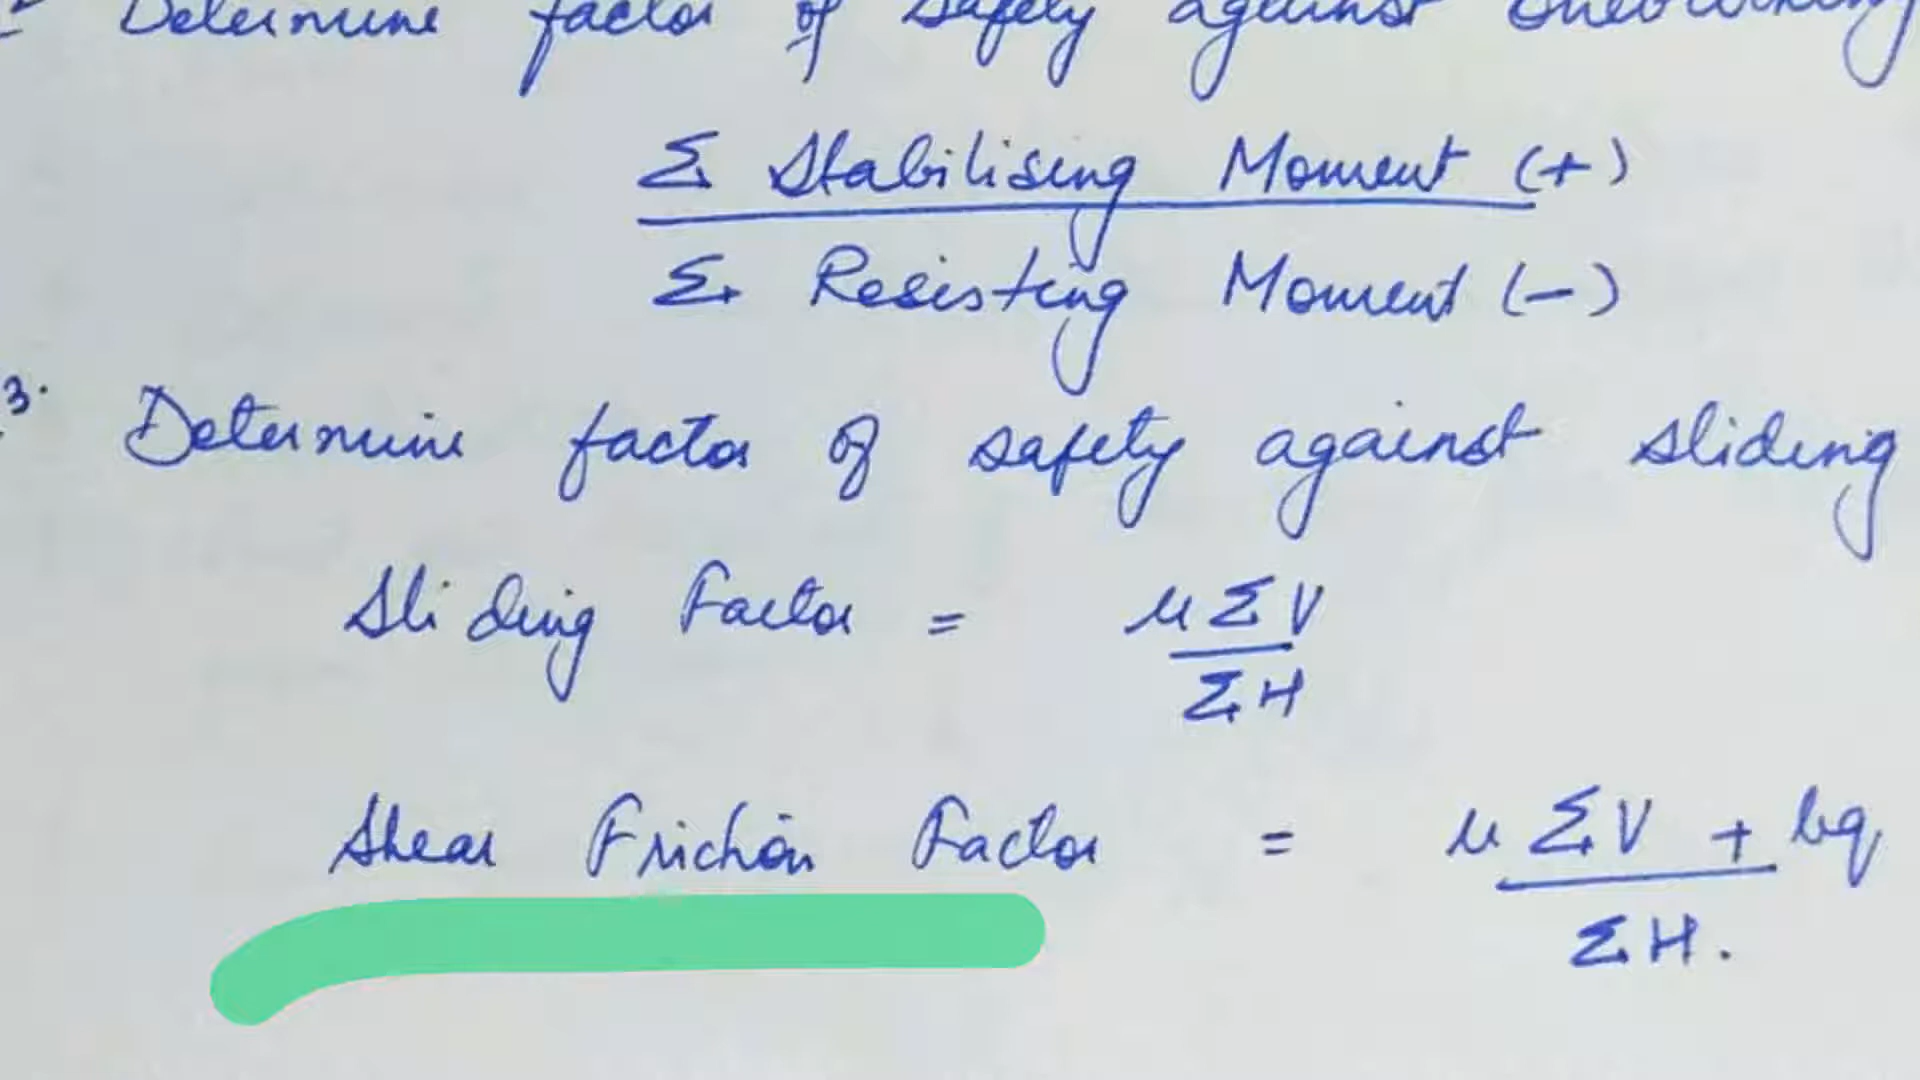 Determine factor of safety against overturning
Σ Stabilising Moment (+)
Σ Resisting Moment (-)
3. Determine factor of safety against sliding
Sliding Factor = μΣV
ΣH
Shear Friction Factor = μΣV + bq
ΣH.